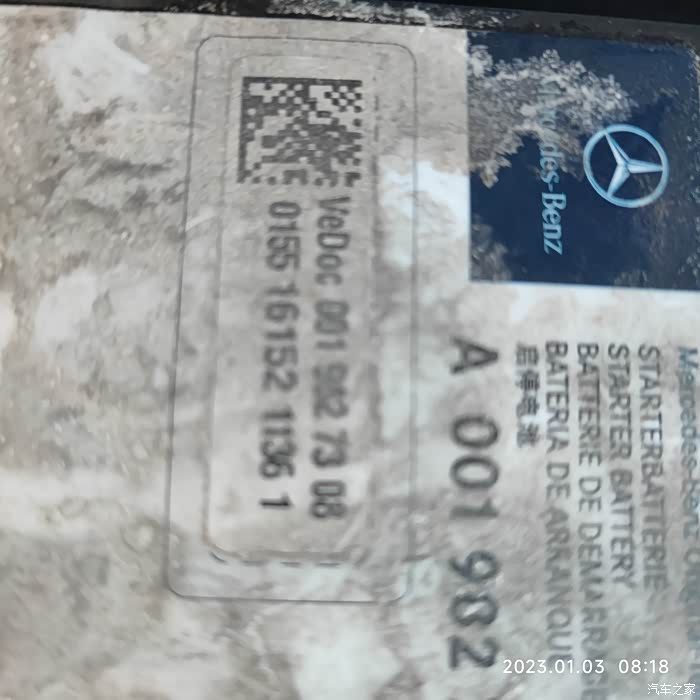 Mercedes-Benz
Mercedes-Benz
STARTERBATTERIE
STARTER BATTERY
BATTERIE DE DEMARRA
BATERIA DE ARRANQUE
启停电池
A 001 982
VeDoc 001 982 73 08
0155 16152 1136 1
2023.01.03 08:18
汽车之家